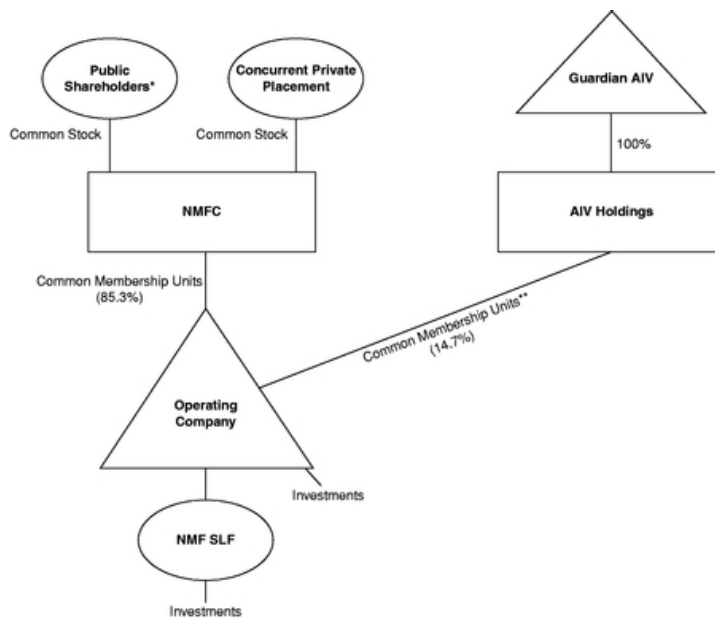 Public
Shareholders*
Concurrent Private
Placement
Guardian AIV
Common Stock
Common Stock
100%
NMFC
AIV Holdings
Common Membership Units
(85.3%)
Common Membership Units**
(14.7%)
Operating
Company
Investments
NMF SLF
Investments